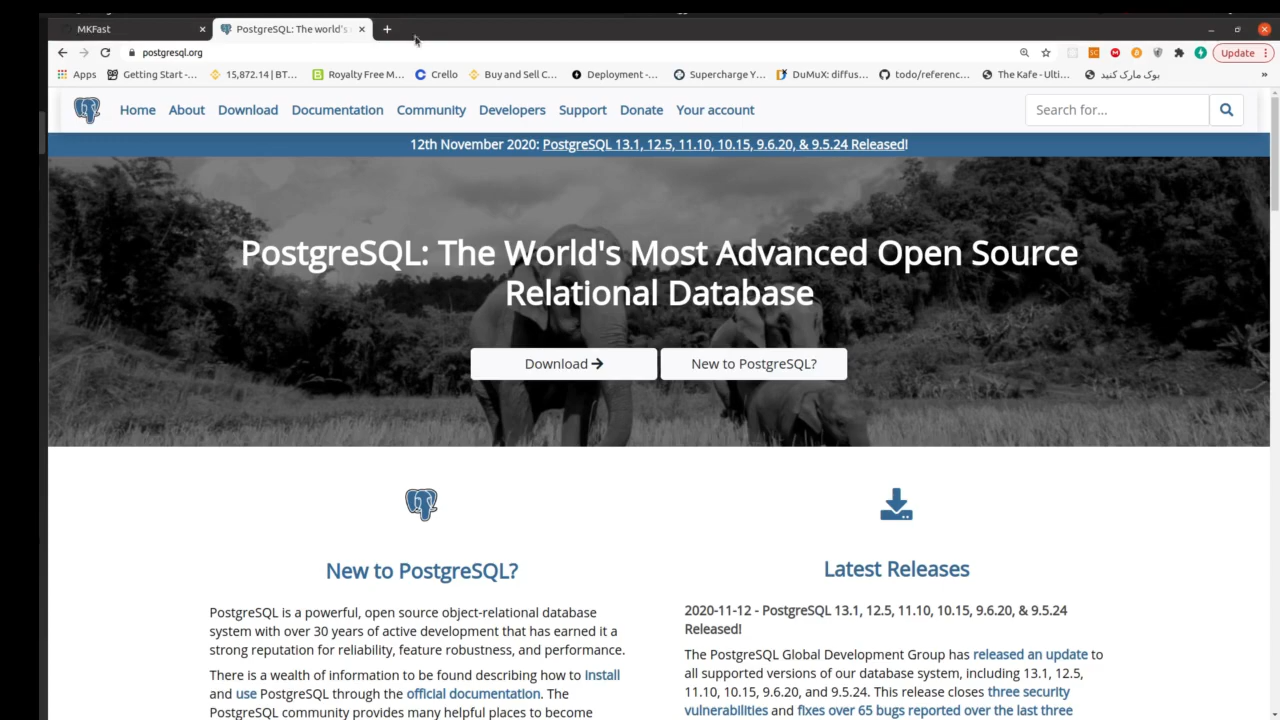 MKFast
PostgreSQL: The world's
postgresql.org
Update
Apps
Getting Start -...
15,872.14 | BT...
Royalty Free M...
Crello
Buy and Sell C...
Deployment -...
Supercharge Y...
DuMuX: diffus...
todo/referenc...
The Kafe - Ulti...
بوک مارک کنید
»
Home
About
Download
Documentation
Community
Developers
Support
Donate
Your account
Search for...
12th November 2020: PostgreSQL 13.1, 12.5, 11.10, 10.15, 9.6.20, & 9.5.24 Released!
PostgreSQL: The World's Most Advanced Open Source
Relational Database
Download →
New to PostgreSQL?
New to PostgreSQL?
PostgreSQL is a powerful, open source object-relational database
system with over 30 years of active development that has earned it a
strong reputation for reliability, feature robustness, and performance.
There is a wealth of information to be found describing how to install
and use PostgreSQL through the official documentation. The
PostgreSQL community provides many helpful places to become
Latest Releases
2020-11-12 - PostgreSQL 13.1, 12.5, 11.10, 10.15, 9.6.20, & 9.5.24
Released!
The PostgreSQL Global Development Group has released an update to
all supported versions of our database system, including 13.1, 12.5,
11.10, 10.15, 9.6.20, and 9.5.24. This release closes three security
vulnerabilities and fixes over 65 bugs reported over the last three